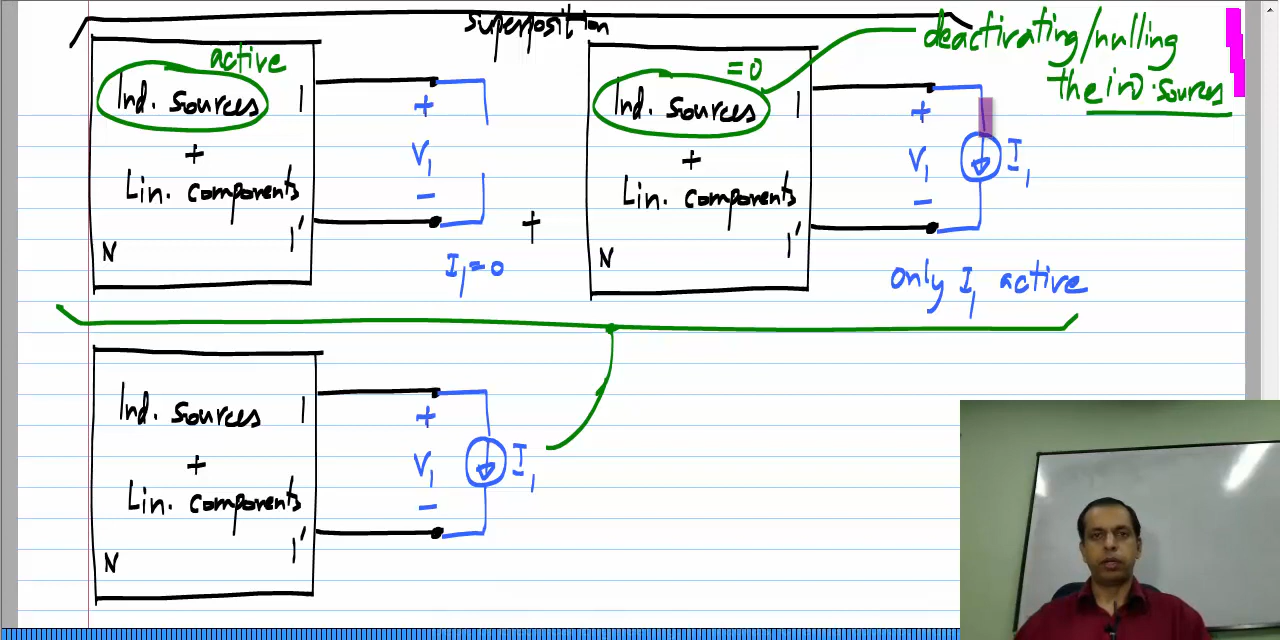 superposition
active
Ind. sources
+
Lin. components
N
1
1'
+
V₁
−
I₁ = 0
+
= 0
Ind. sources
+
Lin. components
N
1
1'
+
V₁
−
I₁
only I₁ active
deactivating/nulling
the ind. sources
Ind. sources
+
Lin. components
N
1
1'
+
V₁
−
I₁